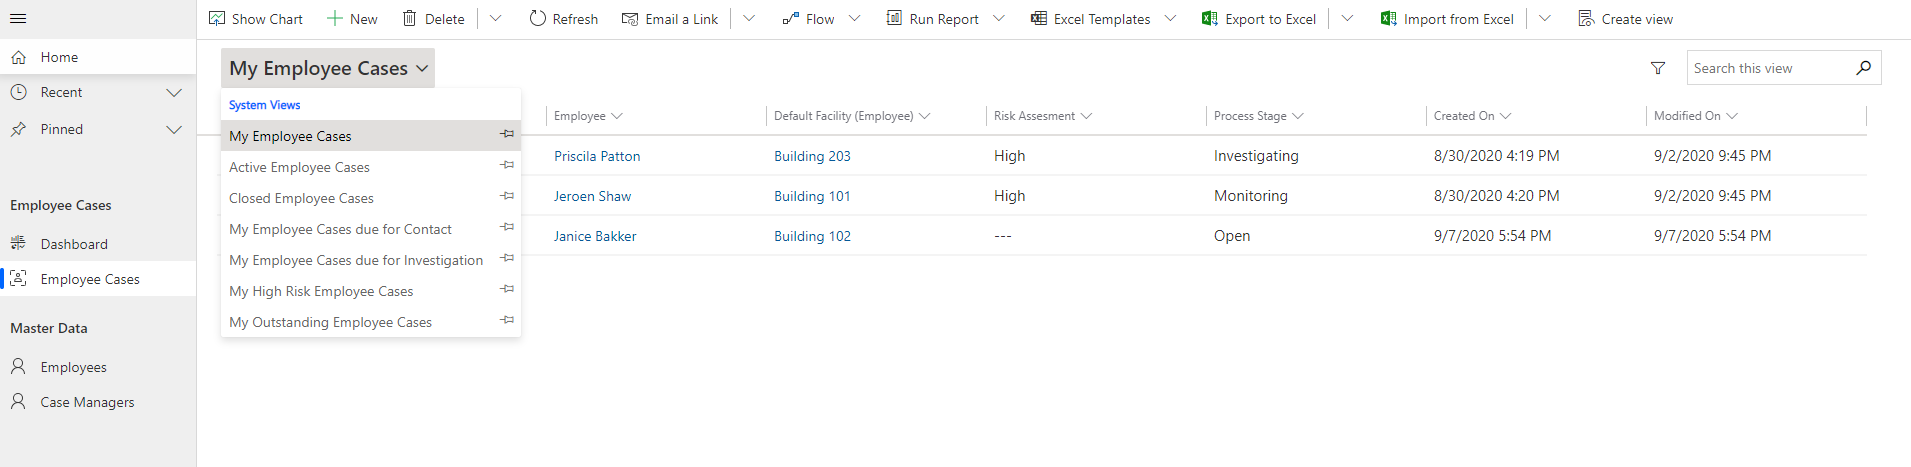 Show Chart New Delete Refresh Email a Link Flow Run Report Excel Templates Export to Excel Import from Excel Create view
Home
Recent
Pinned
Employee Cases
Dashboard
Employee Cases
Master Data
Employees
Case Managers
My Employee Cases
Search this view
System Views
My Employee Cases
Active Employee Cases
Closed Employee Cases
My Employee Cases due for Contact
My Employee Cases due for Investigation
My High Risk Employee Cases
My Outstanding Employee Cases
Employee Default Facility (Employee) Risk Assesment Process Stage Created On Modified On
Priscila Patton Building 203 High Investigating 8/30/2020 4:19 PM 9/2/2020 9:45 PM
Jeroen Shaw Building 101 High Monitoring 8/30/2020 4:20 PM 9/2/2020 9:45 PM
Janice Bakker Building 102 --- Open 9/7/2020 5:54 PM 9/7/2020 5:54 PM